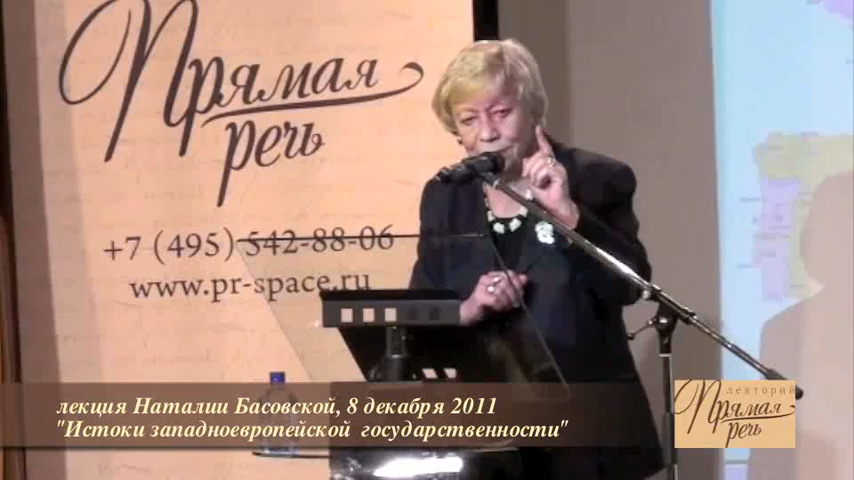 Прямая
речь
+7 (495) 542-88-06
www.pr-space.ru
лекция Наталии Басовской, 8 декабря 2011
"Истоки западноевропейской государственности"
лекторий
Прямая
речь